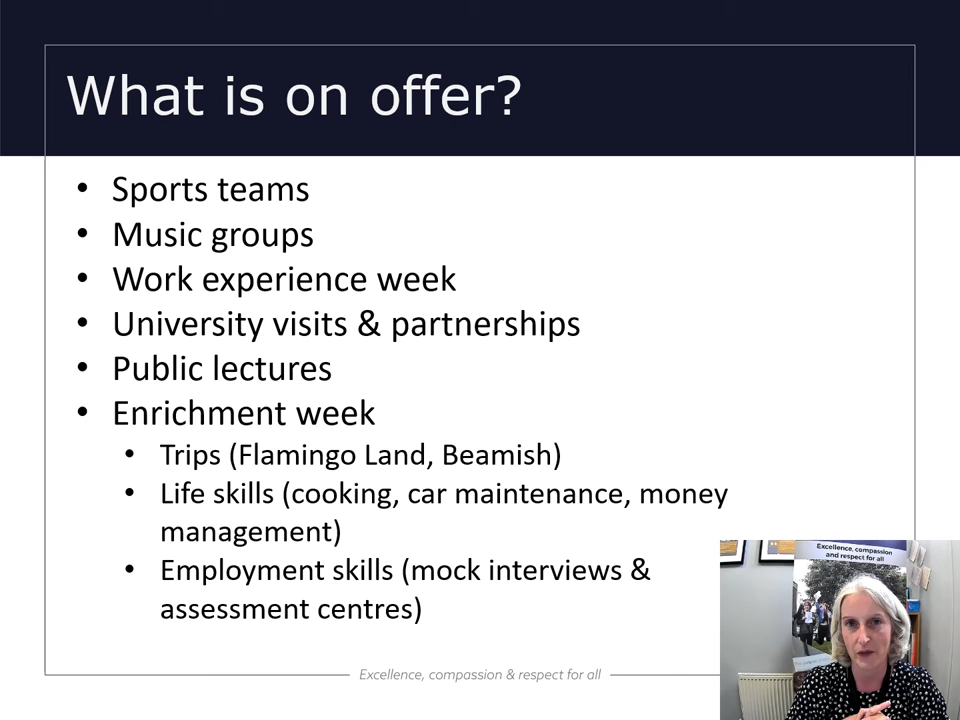 What is on offer?
• Sports teams
• Music groups
• Work experience week
• University visits & partnerships
• Public lectures
• Enrichment week
• Trips (Flamingo Land, Beamish)
• Life skills (cooking, car maintenance, money
management)
• Employment skills (mock interviews &
assessment centres)
Excellence, compassion & respect for all
Excellence, compassion
and respect for all